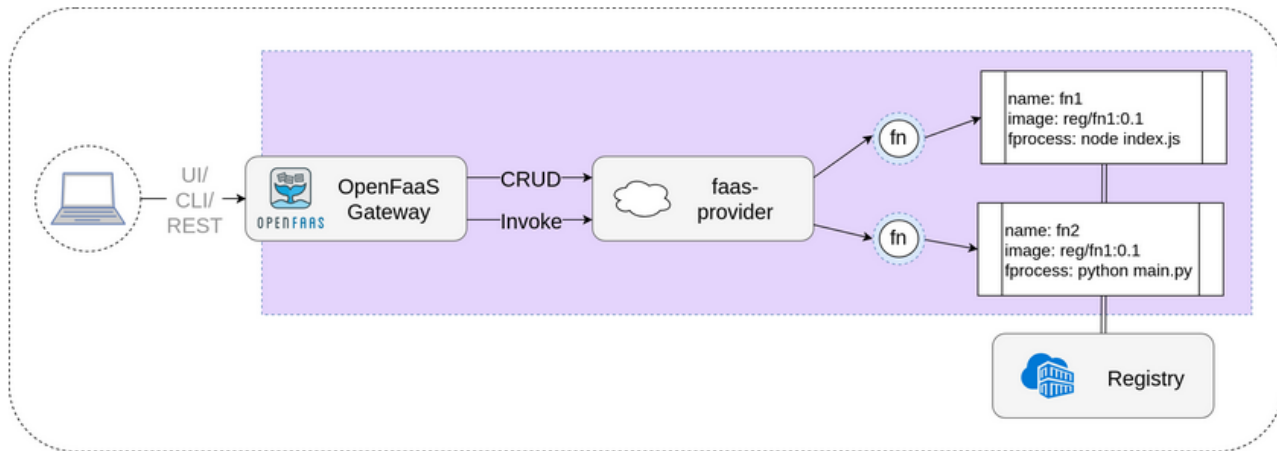 UI/
CLI/
REST
OPENFAAS
OpenFaaS
Gateway
CRUD
Invoke
faas-
provider
fn
fn
name: fn1
image: reg/fn1:0.1
fprocess: node index.js
name: fn2
image: reg/fn1:0.1
fprocess: python main.py
Registry